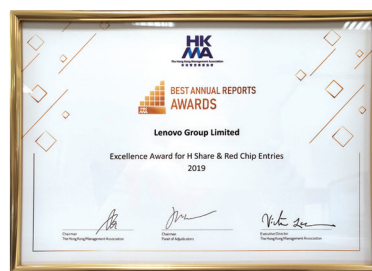 HK
MA
The Hong Kong Management Association
BEST ANNUAL REPORTS
AWARDS
HK
MA
Lenovo Group Limited
Excellence Award for H Share & Red Chip Entries
2019
Chairman
The Hong Kong Management Association
Chairman
Panel of Adjudicators
Executive Director
The Hong Kong Management Association